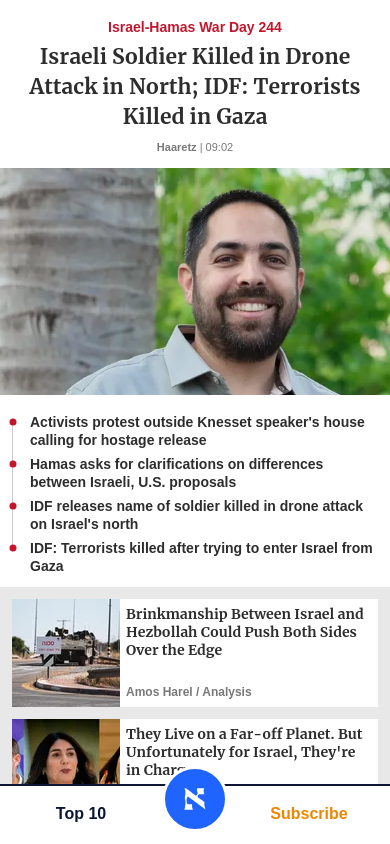 Israel-Hamas War Day 244
Israeli Soldier Killed in Drone
Attack in North; IDF: Terrorists
Killed in Gaza
Haaretz | 09:02
Activists protest outside Knesset speaker's house
calling for hostage release
Hamas asks for clarifications on differences
between Israeli, U.S. proposals
IDF releases name of soldier killed in drone attack
on Israel's north
IDF: Terrorists killed after trying to enter Israel from
Gaza
Brinkmanship Between Israel and
Hezbollah Could Push Both Sides
Over the Edge
Amos Harel / Analysis
They Live on a Far-off Planet. But
Unfortunately for Israel, They're
in Charge
Top 10
Subscribe